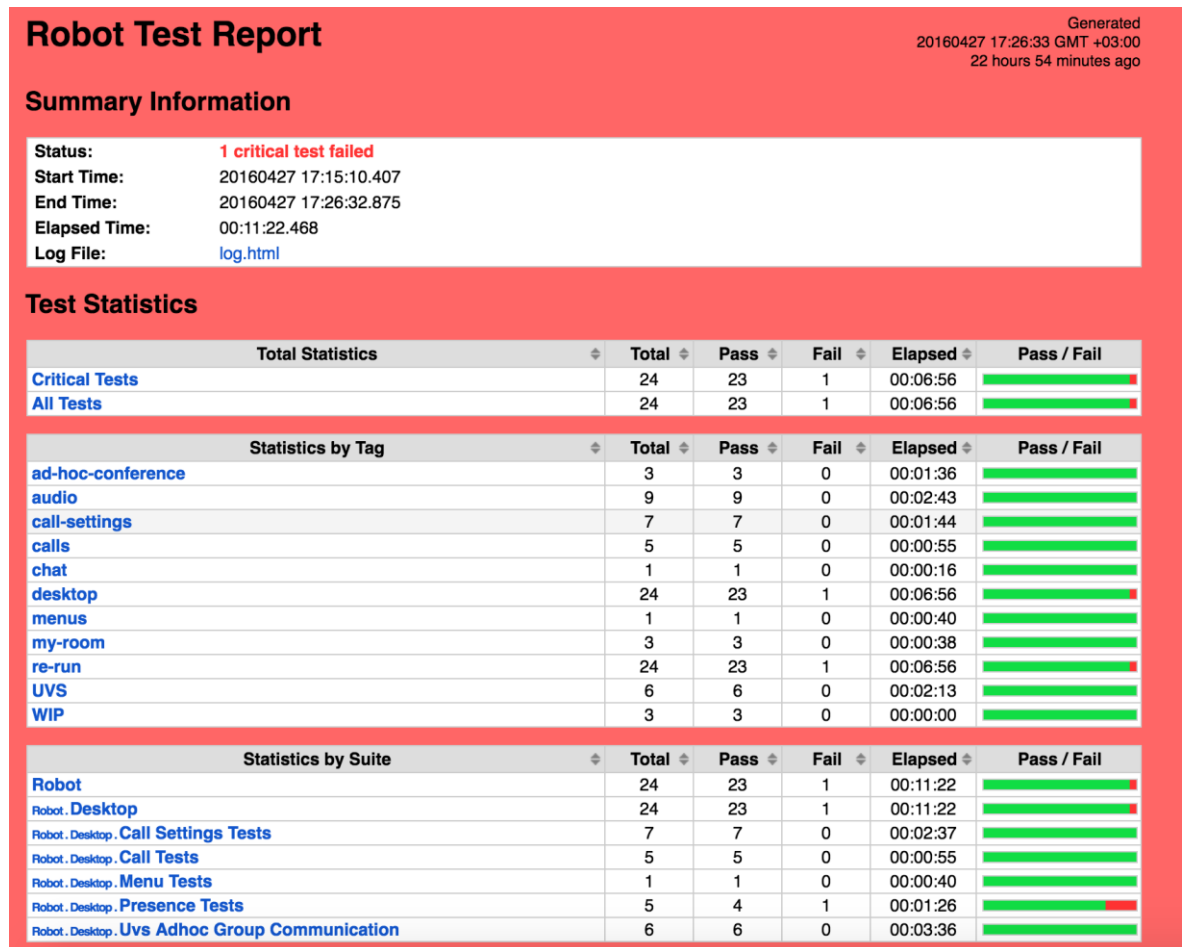 Robot Test Report
Generated
20160427 17:26:33 GMT +03:00
22 hours 54 minutes ago
Summary Information
Status: 1 critical test failed
Start Time: 20160427 17:15:10.407
End Time: 20160427 17:26:32.875
Elapsed Time: 00:11:22.468
Log File: log.html
Test Statistics
Total Statistics Total Pass Fail Elapsed Pass / Fail
Critical Tests 24 23 1 00:06:56
All Tests 24 23 1 00:06:56
Statistics by Tag Total Pass Fail Elapsed Pass / Fail
ad-hoc-conference 3 3 0 00:01:36
audio 9 9 0 00:02:43
call-settings 7 7 0 00:01:44
calls 5 5 0 00:00:55
chat 1 1 0 00:00:16
desktop 24 23 1 00:06:56
menus 1 1 0 00:00:40
my-room 3 3 0 00:00:38
re-run 24 23 1 00:06:56
UVS 6 6 0 00:02:13
WIP 3 3 0 00:00:00
Statistics by Suite Total Pass Fail Elapsed Pass / Fail
Robot 24 23 1 00:11:22
Robot . Desktop 24 23 1 00:11:22
Robot . Desktop . Call Settings Tests 7 7 0 00:02:37
Robot . Desktop . Call Tests 5 5 0 00:00:55
Robot . Desktop . Menu Tests 1 1 0 00:00:40
Robot . Desktop . Presence Tests 5 4 1 00:01:26
Robot . Desktop . Uvs Adhoc Group Communication 6 6 0 00:03:36